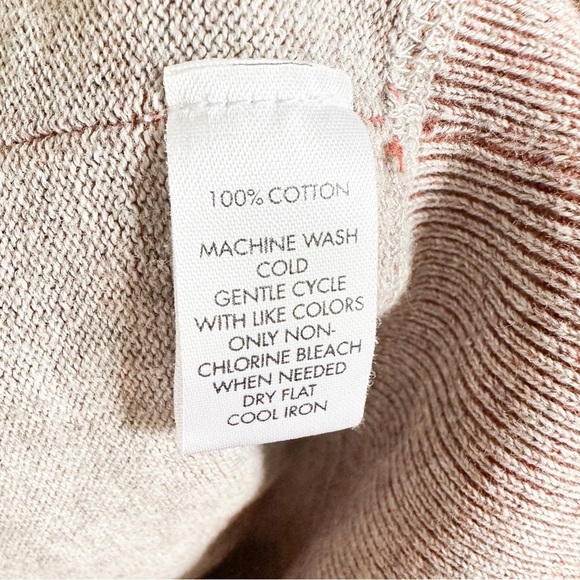 100% COTTON
MACHINE WASH
COLD
GENTLE CYCLE
WITH LIKE COLORS
ONLY NON-
CHLORINE BLEACH
WHEN NEEDED
DRY FLAT
COOL IRON